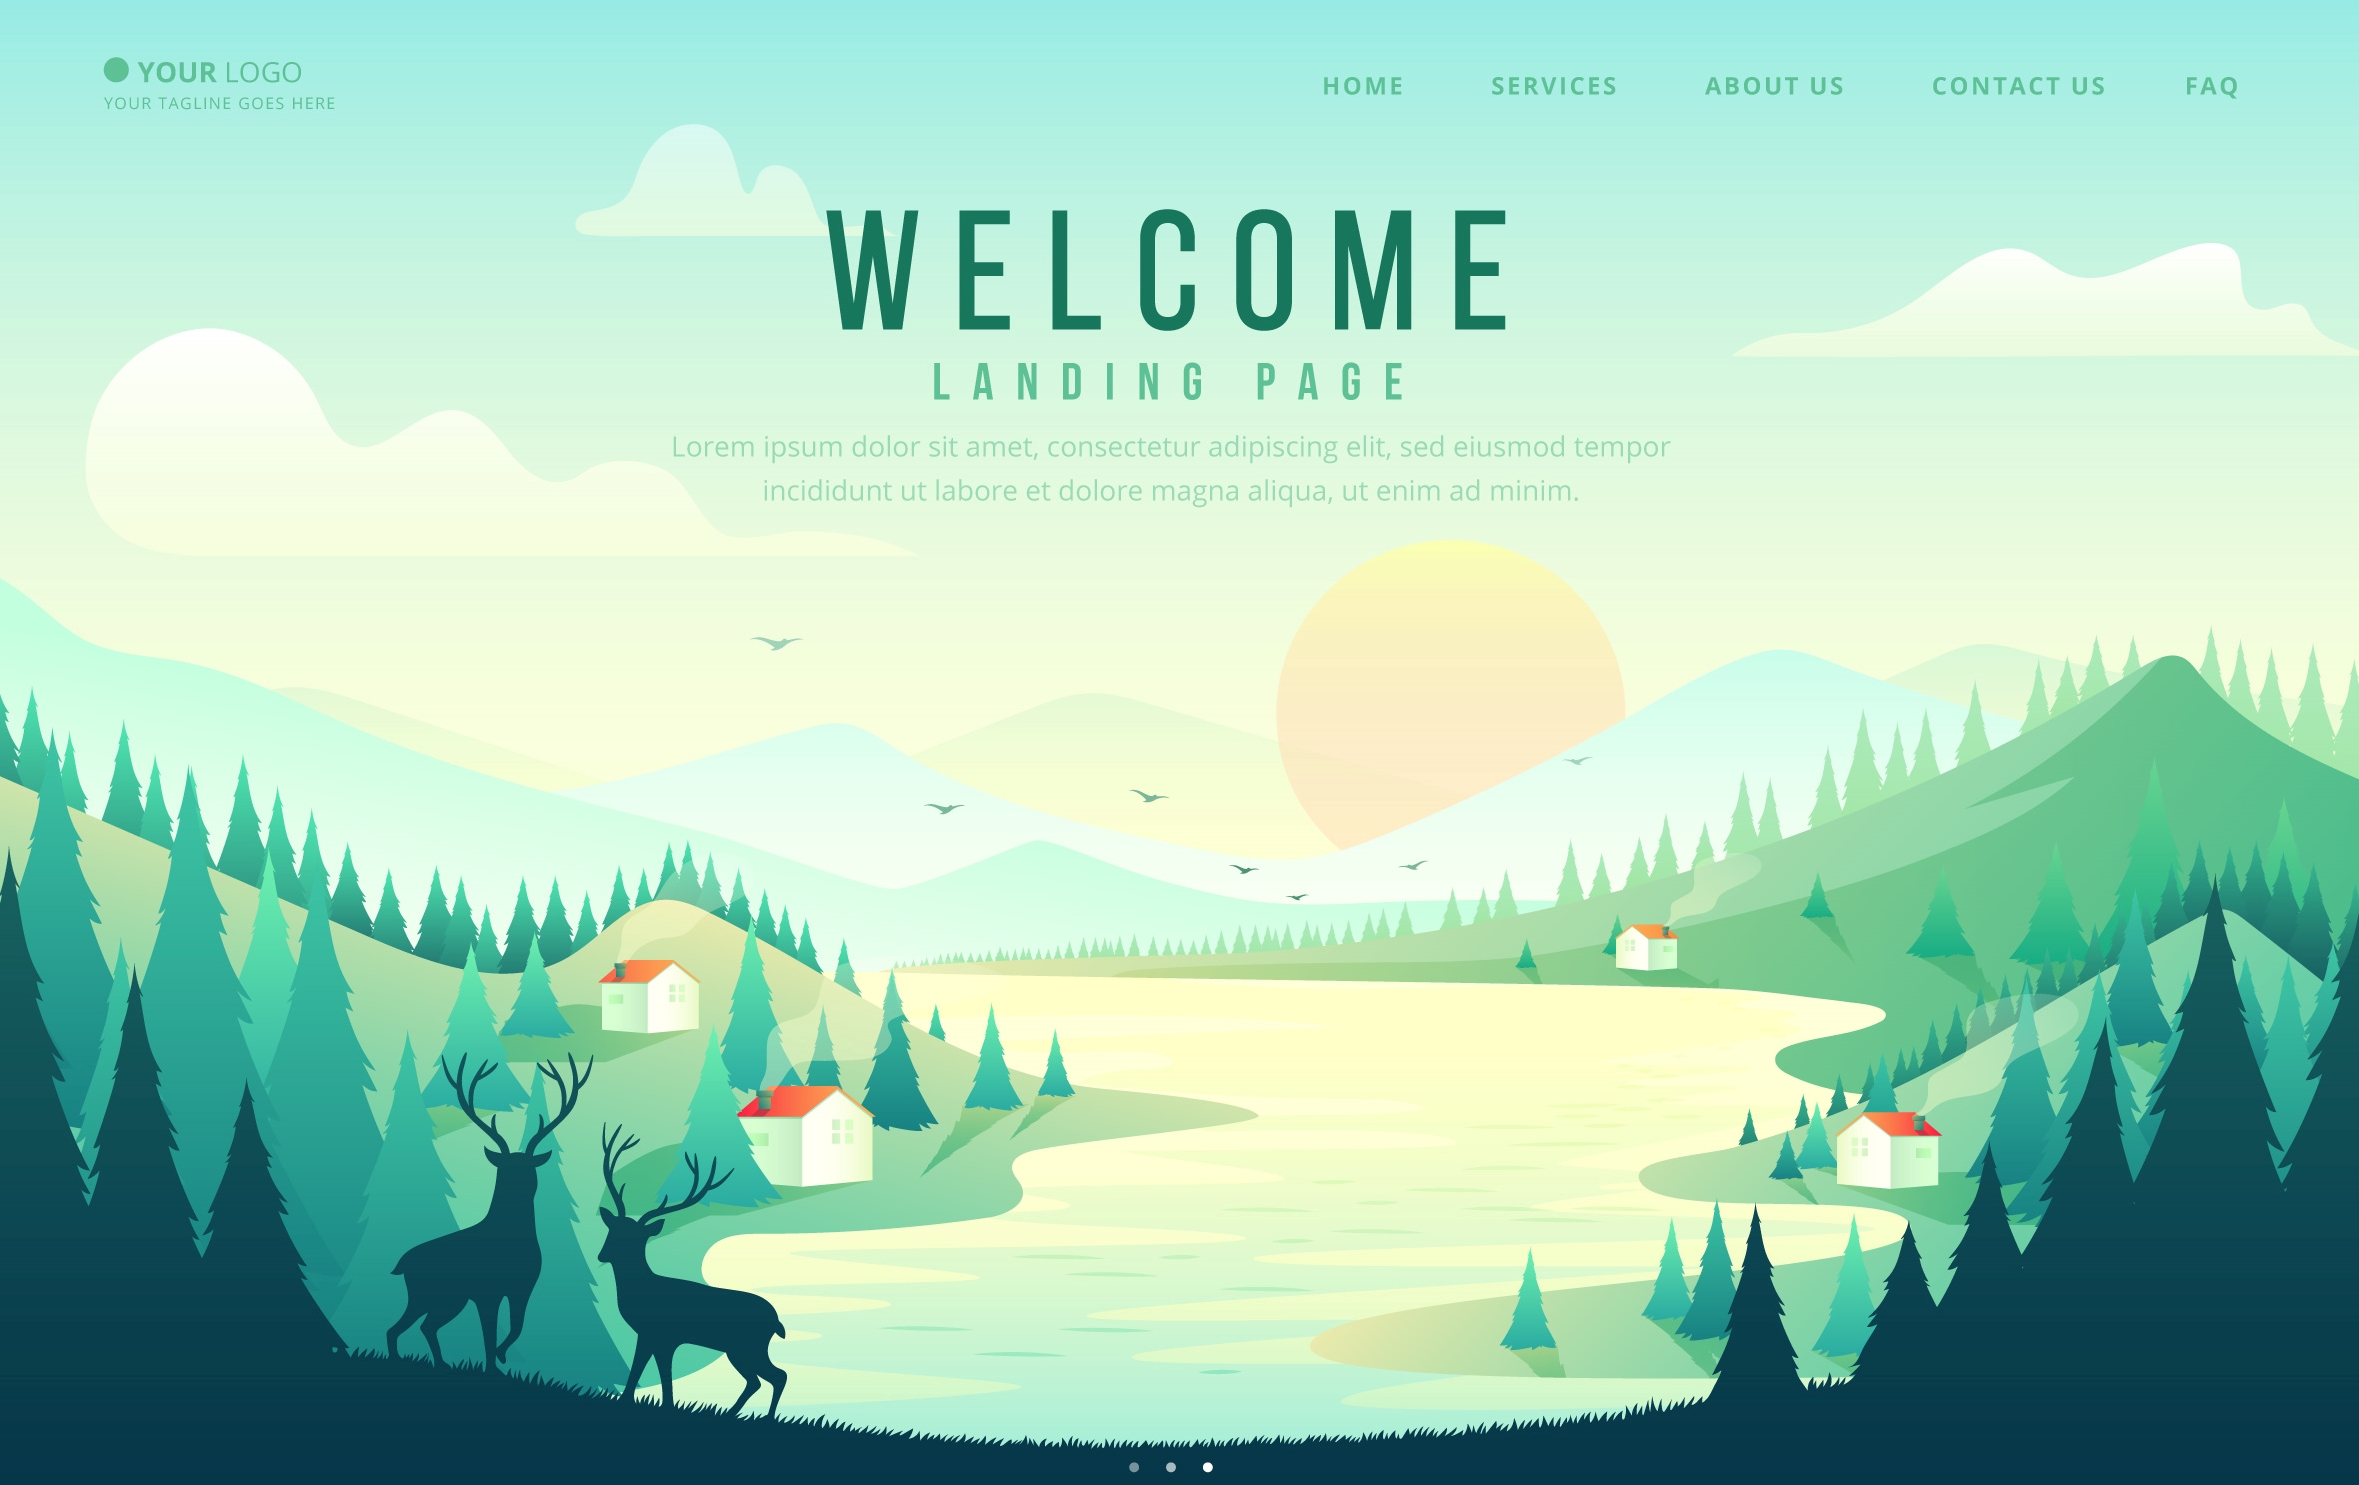 YOUR LOGO
YOUR TAGLINE GOES HERE
HOME SERVICES ABOUT US CONTACT US FAQ
WELCOME
LANDING PAGE
Lorem ipsum dolor sit amet, consectetur adipiscing elit, sed eiusmod tempor
incididunt ut labore et dolore magna aliqua, ut enim ad minim.